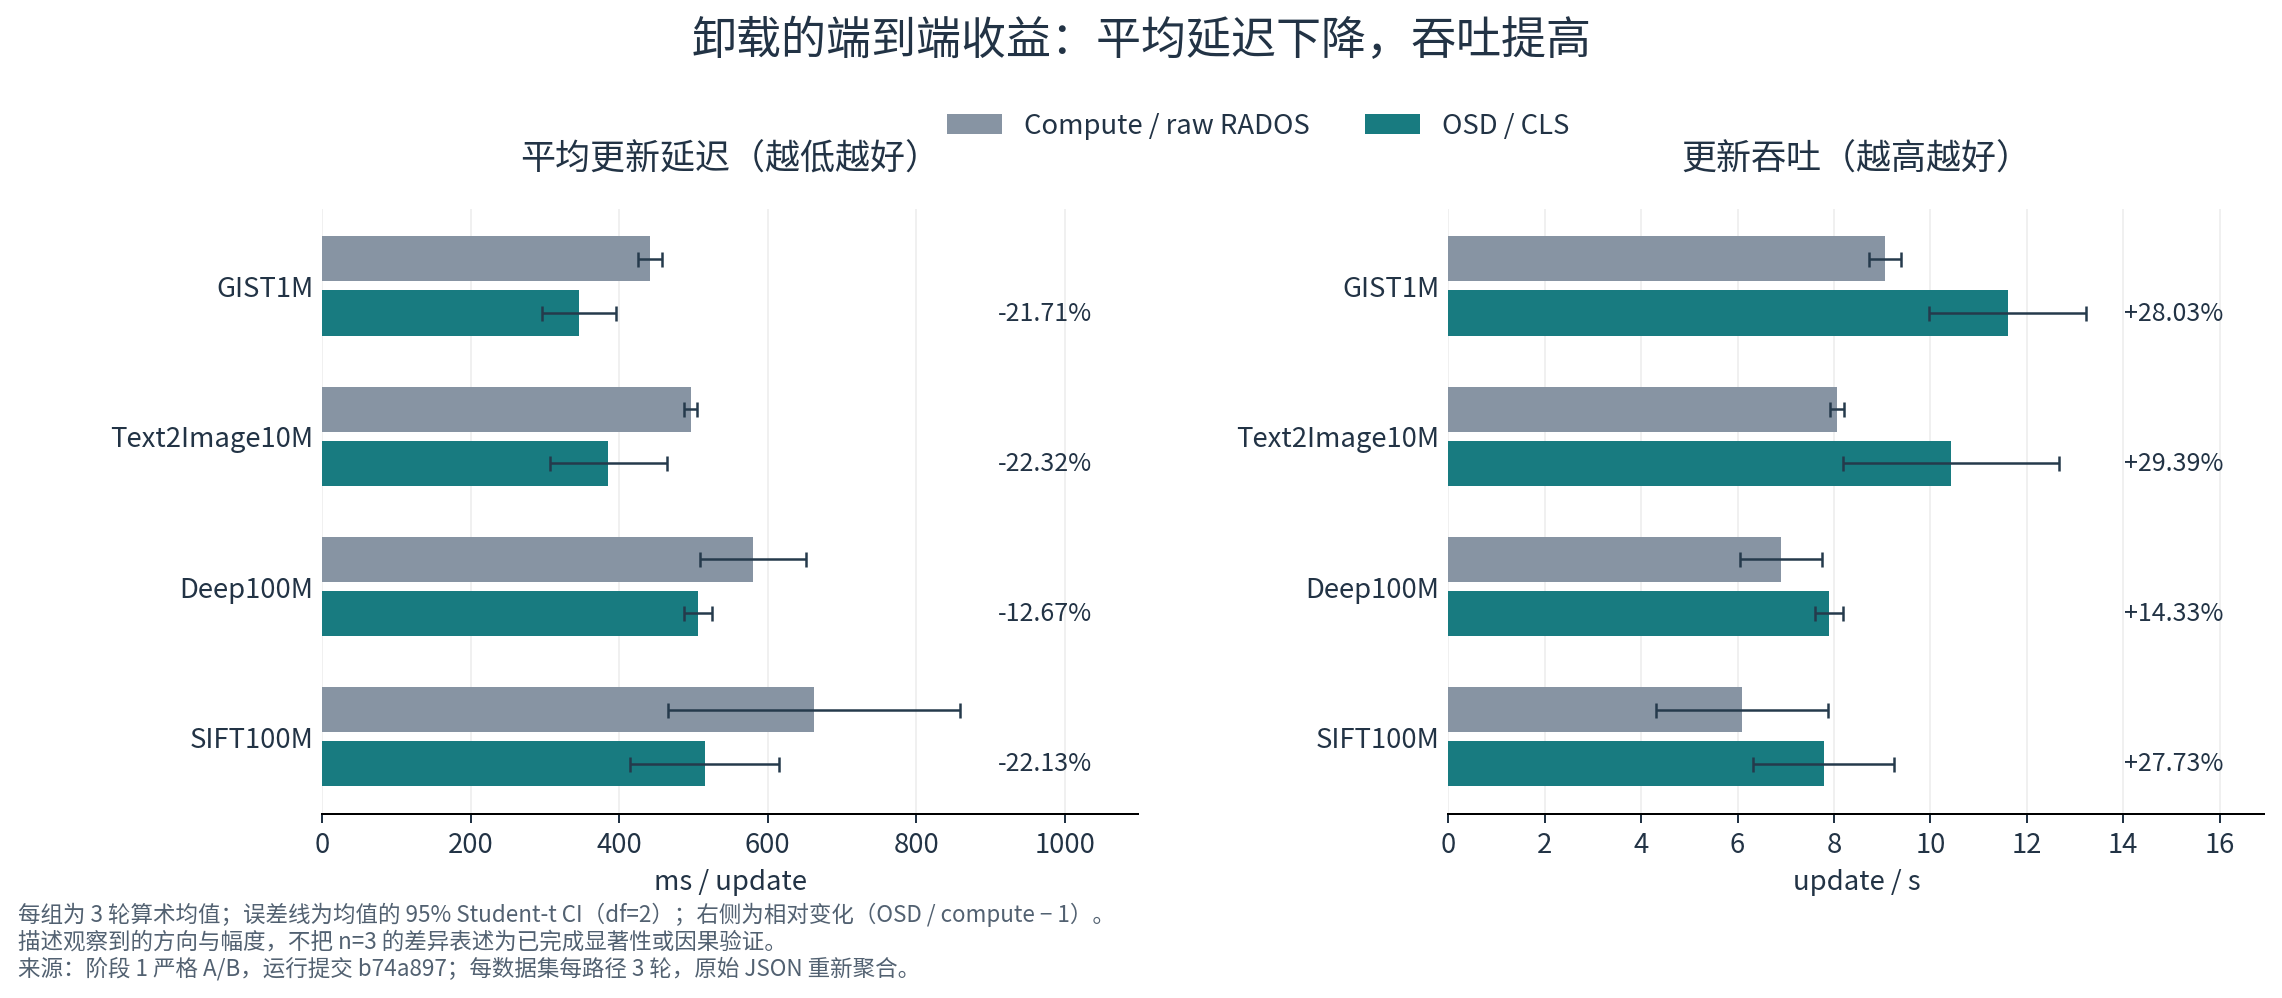 卸载的端到端收益：平均延迟下降，吞吐提高
Compute / raw RADOS
OSD / CLS
平均更新延迟（越低越好）
GIST1M
-21.71%
Text2Image10M
-22.32%
Deep100M
-12.67%
SIFT100M
-22.13%
0 200 400 600 800 1000
ms / update
更新吞吐（越高越好）
GIST1M
+28.03%
Text2Image10M
+29.39%
Deep100M
+14.33%
SIFT100M
+27.73%
0 2 4 6 8 10 12 14 16
update / s
每组为 3 轮算术均值；误差线为均值的 95% Student-t CI（df=2）；右侧为相对变化（OSD / compute − 1）。
描述观察到的方向与幅度，不把 n=3 的差异表述为已完成显著性或因果验证。
来源：阶段 1 严格 A/B，运行提交 b74a897；每数据集每路径 3 轮，原始 JSON 重新聚合。